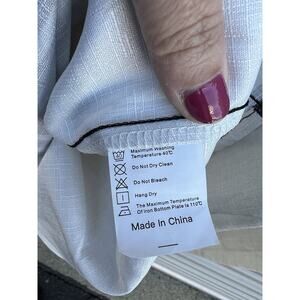 Maximum Washing
Temperature 40°C
Do Not Dry Clean
Do Not Bleach
Hang Dry
The Maximum Temperature
Of Iron Bottom Plate Is 110°C
Made In China